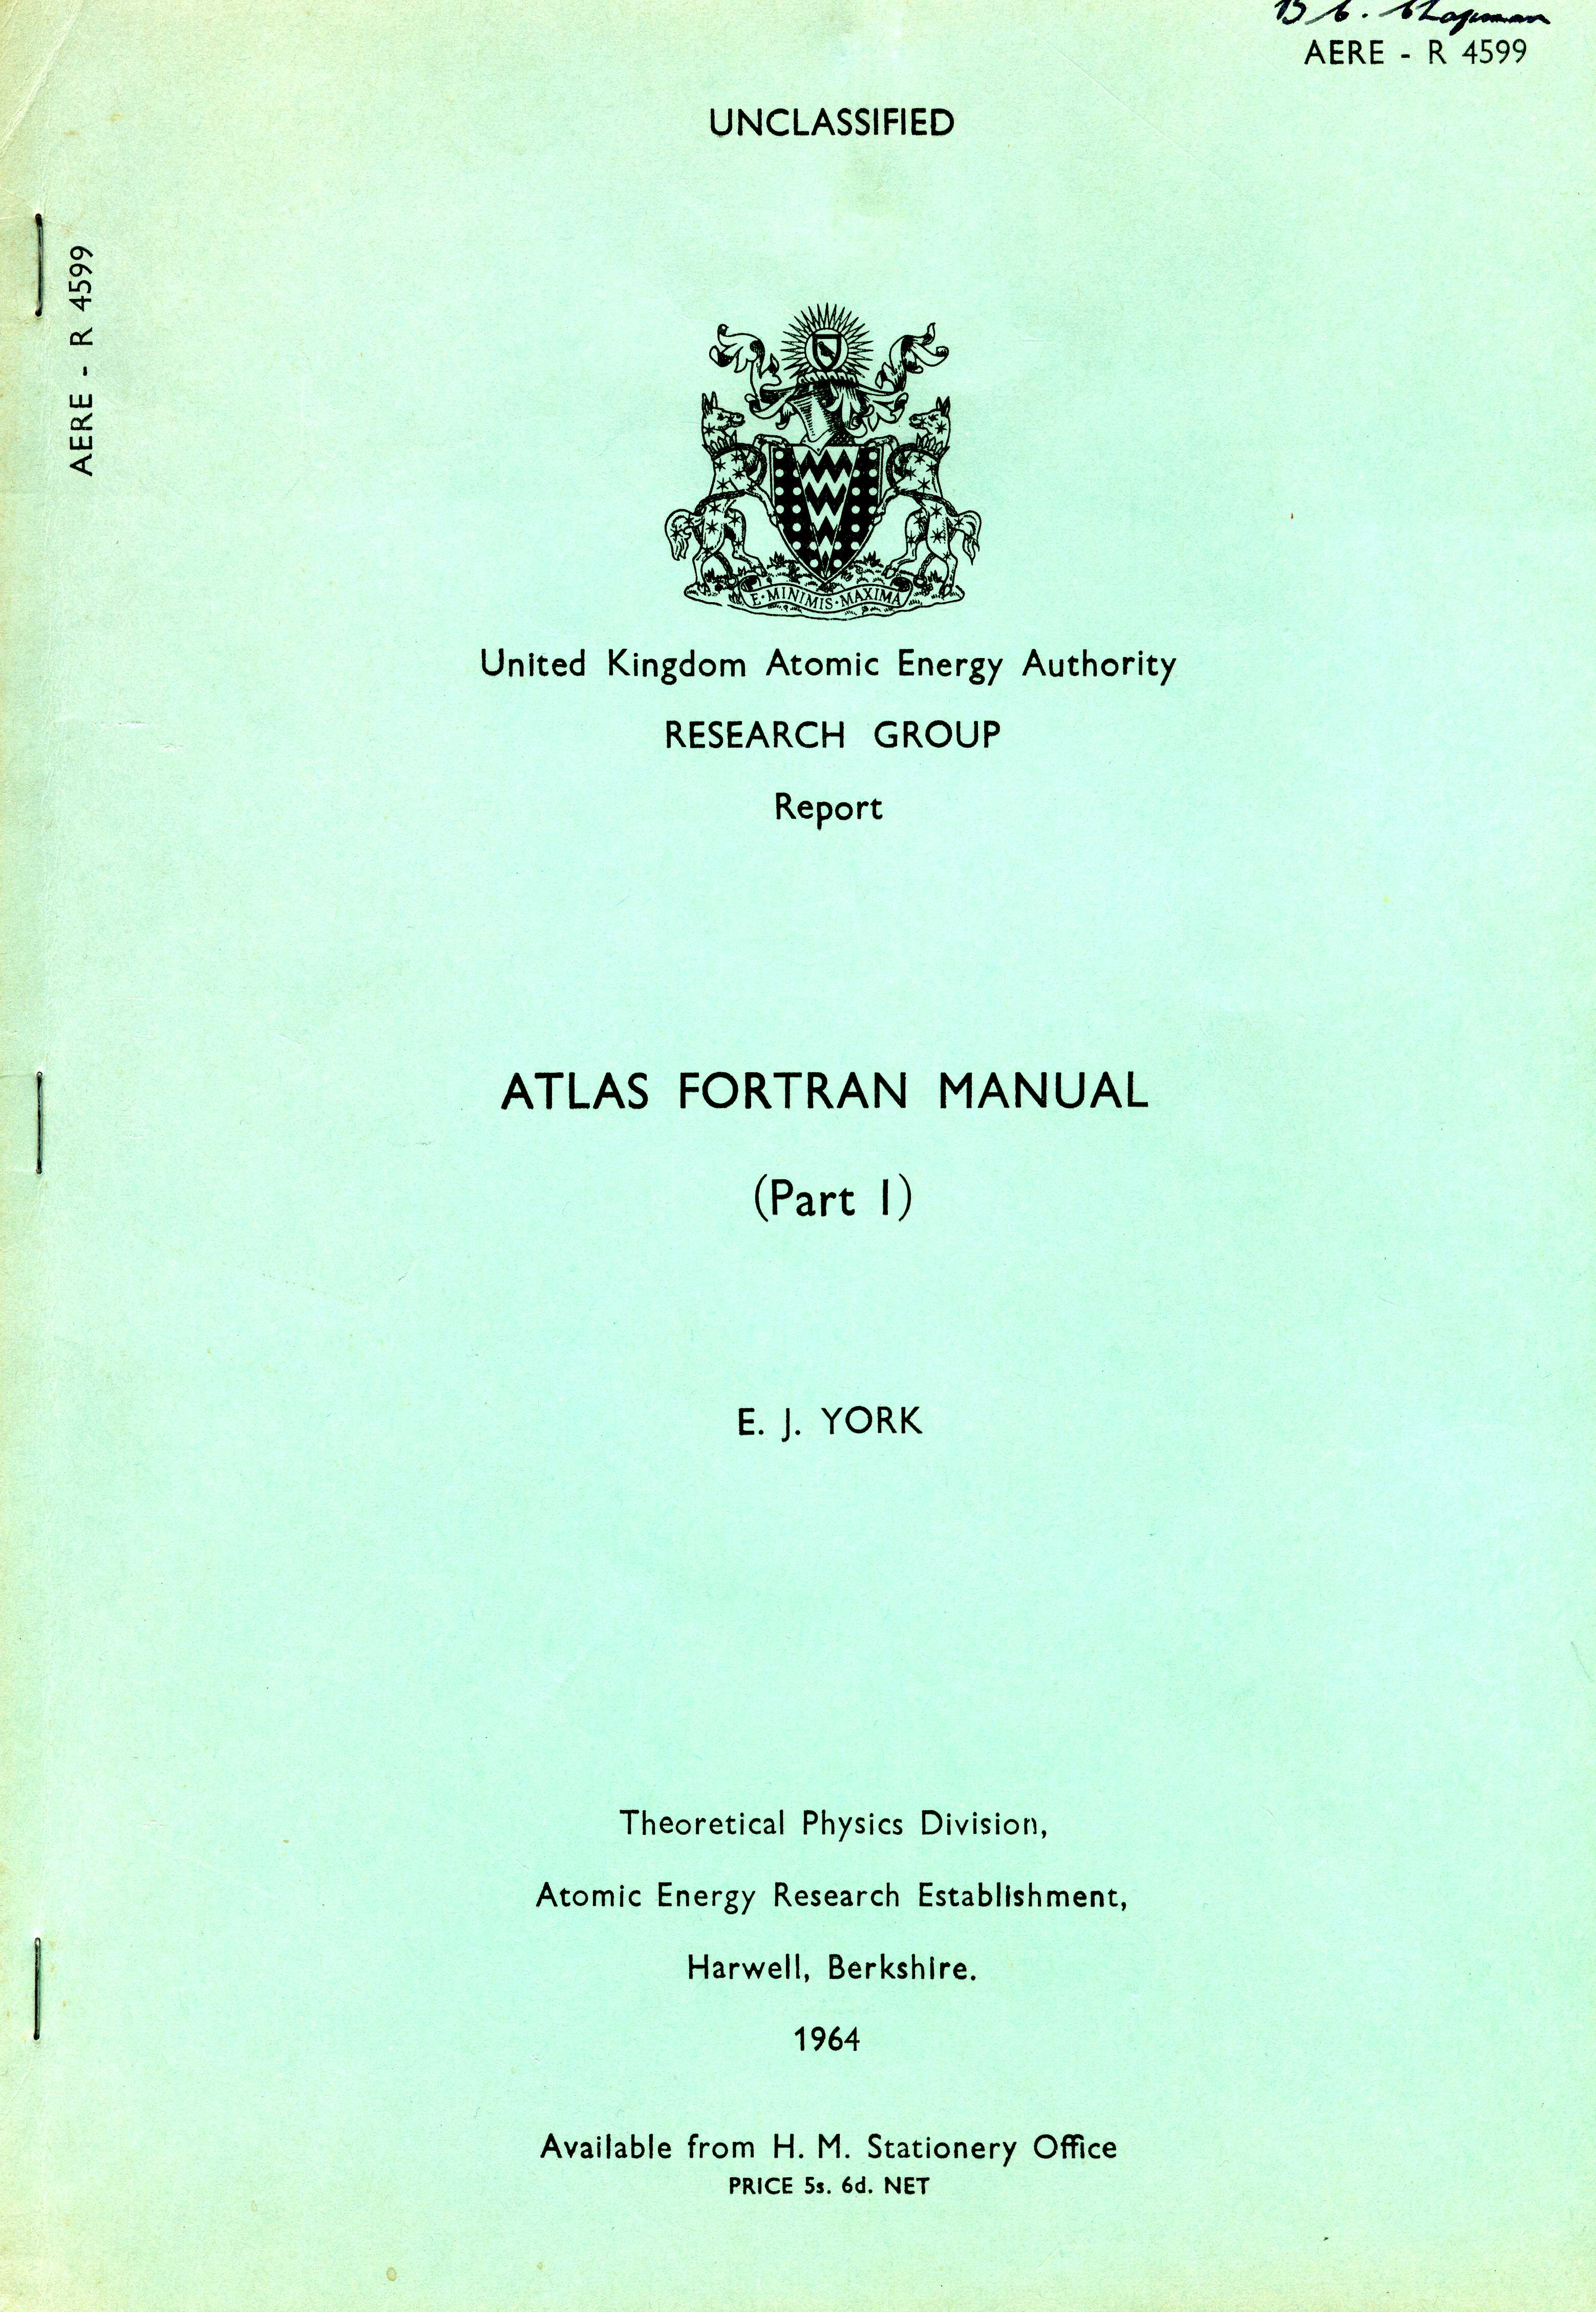 AERE - R 4599
UNCLASSIFIED
AERE - R 4599
E·MINIMIS·MAXIMA
United Kingdom Atomic Energy Authority
RESEARCH GROUP
Report
ATLAS FORTRAN MANUAL
(Part I)
E. J. YORK
Theoretical Physics Division,
Atomic Energy Research Establishment,
Harwell, Berkshire.
1964
Available from H. M. Stationery Office
PRICE 5s. 6d. NET